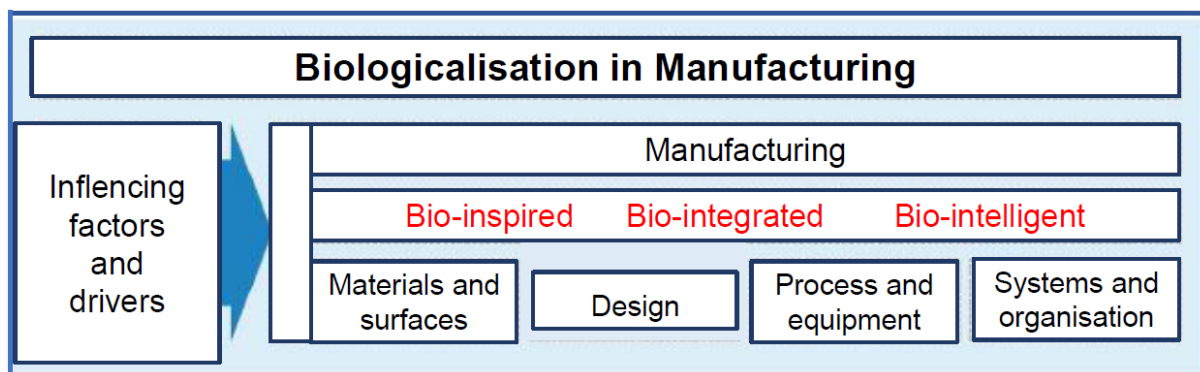 Biologicalisation in Manufacturing
Inflencing
factors
and
drivers
Manufacturing
Bio-inspired Bio-integrated Bio-intelligent
Materials and
surfaces
Design
Process and
equipment
Systems and
organisation